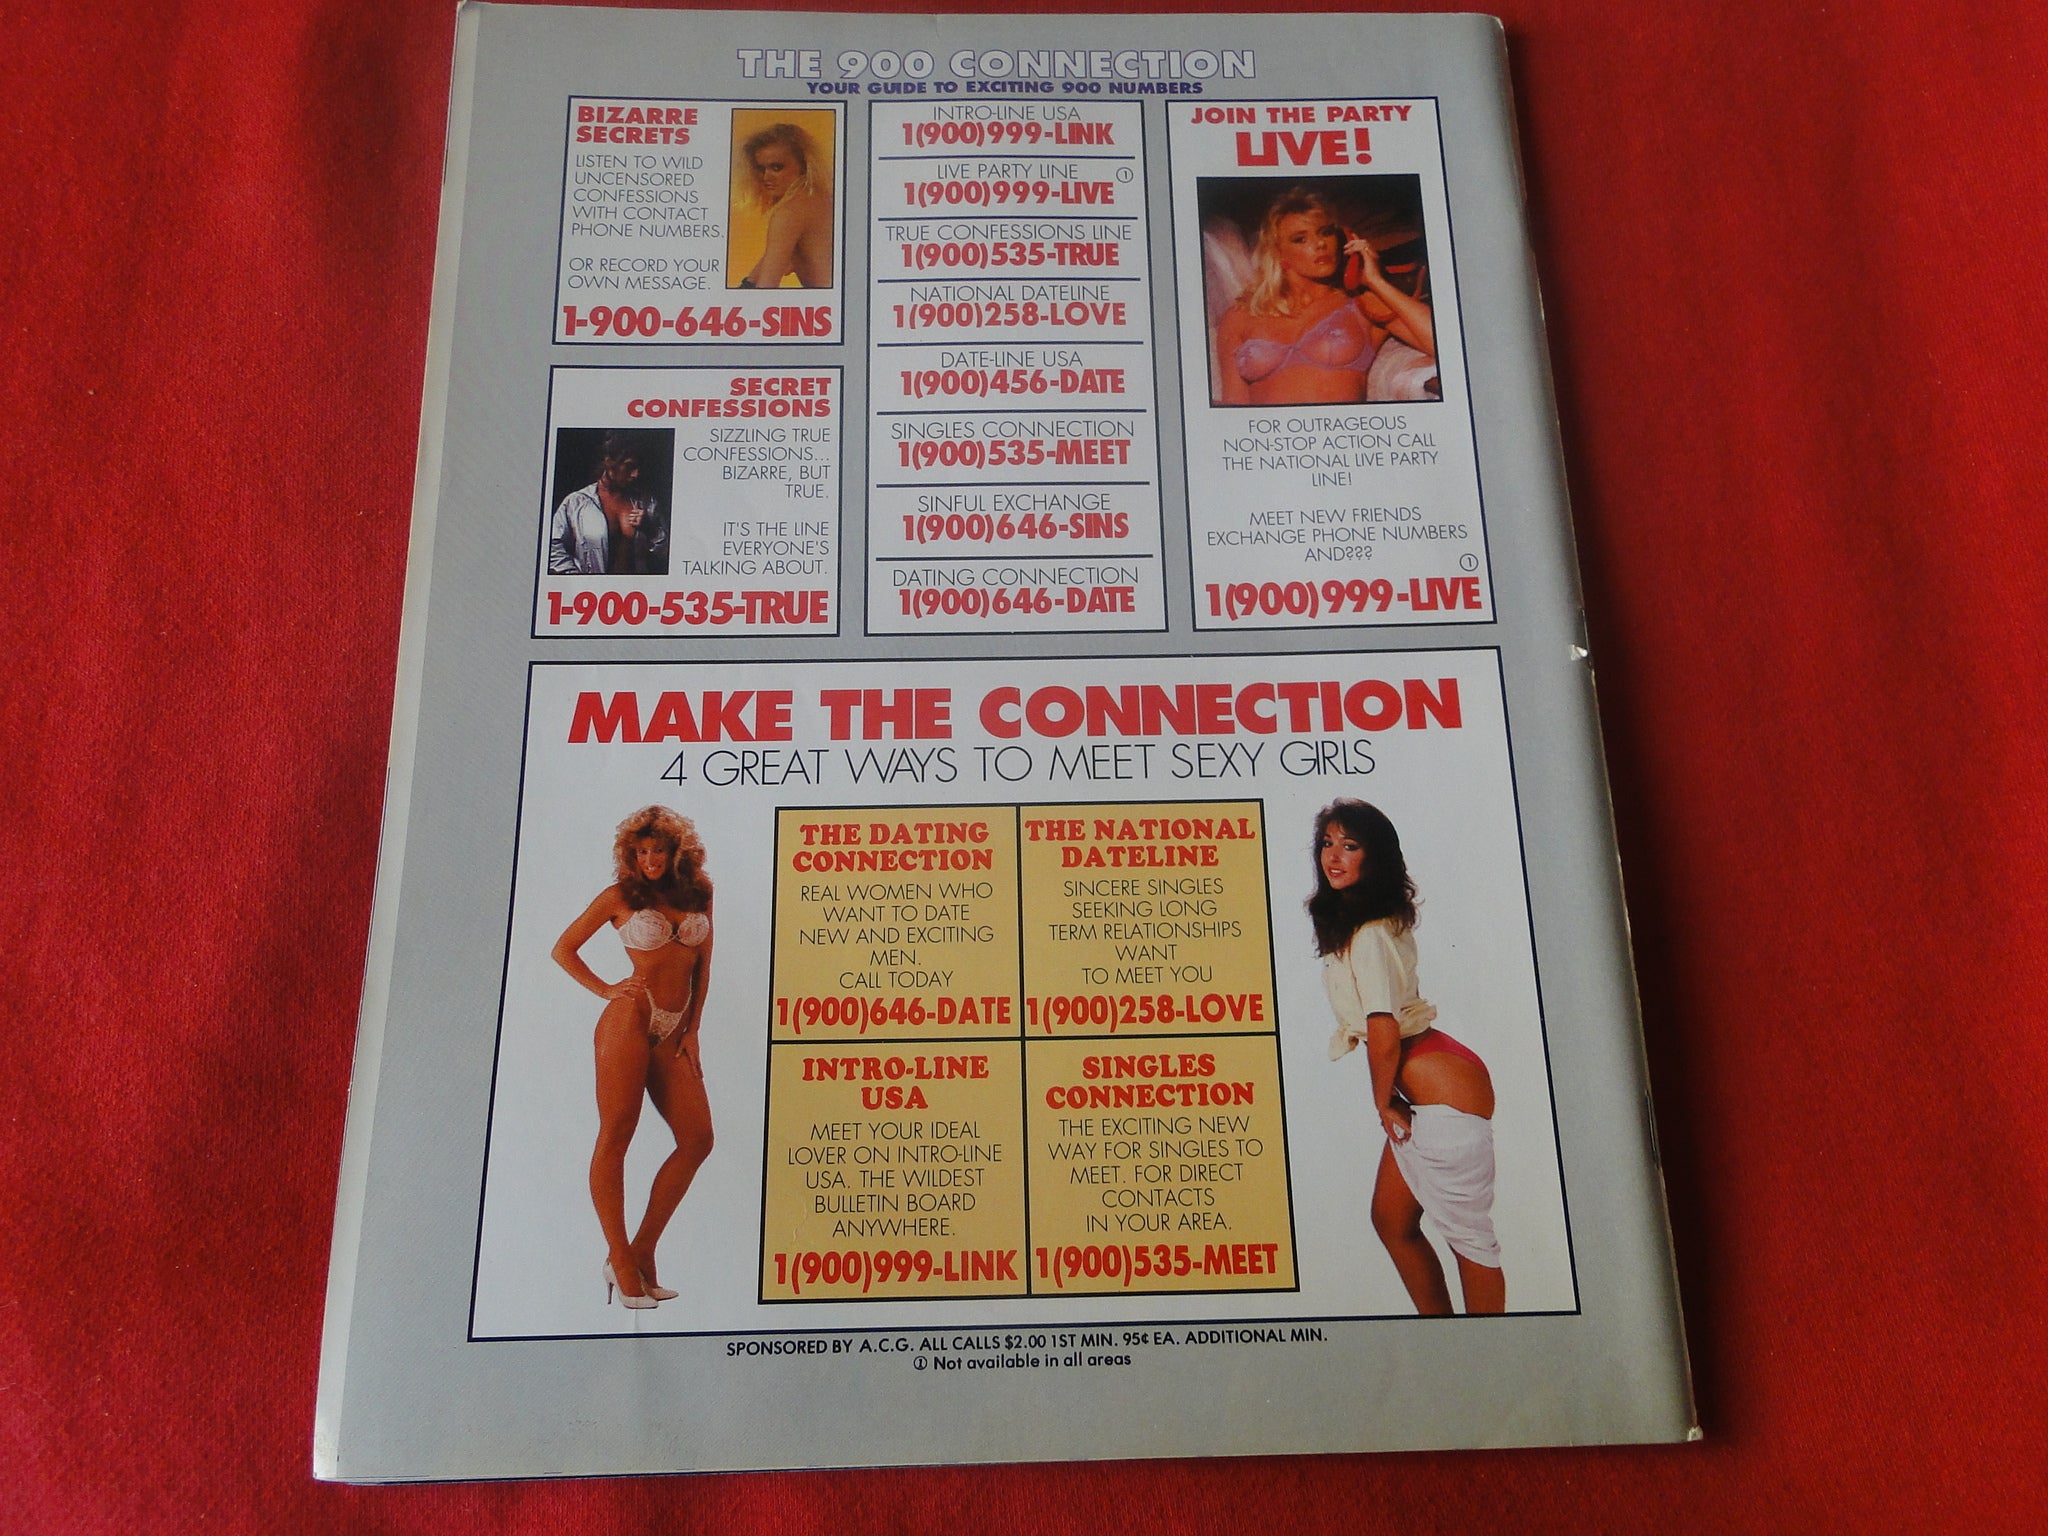 THE 900 CONNECTION
YOUR GUIDE TO EXCITING 900 NUMBERS
BIZARRE
SECRETS
LISTEN TO WILD
UNCENSORED
CONFESSIONS
WITH CONTACT
PHONE NUMBERS.
OR RECORD YOUR
OWN MESSAGE.
1-900-646-SINS
SECRET
CONFESSIONS
SIZZLING TRUE
CONFESSIONS...
BIZARRE, BUT
TRUE.
IT'S THE LINE
EVERYONE'S
TALKING ABOUT.
1-900-535-TRUE
INTRO-LINE USA
1(900)999-LINK
LIVE PARTY LINE ①
1(900)999-LIVE
TRUE CONFESSIONS LINE
1(900)535-TRUE
NATIONAL DATELINE
1(900)258-LOVE
DATE-LINE USA
1(900)456-DATE
SINGLES CONNECTION
1(900)535-MEET
SINFUL EXCHANGE
1(900)646-SINS
DATING CONNECTION
1(900)646-DATE
JOIN THE PARTY
LIVE!
FOR OUTRAGEOUS
NON-STOP ACTION CALL
THE NATIONAL LIVE PARTY
LINE!
MEET NEW FRIENDS
EXCHANGE PHONE NUMBERS
AND???
①
1(900)999-LIVE
MAKE THE CONNECTION
4 GREAT WAYS TO MEET SEXY GIRLS
THE DATING
CONNECTION
REAL WOMEN WHO
WANT TO DATE
NEW AND EXCITING
MEN.
CALL TODAY
1(900)646-DATE
THE NATIONAL
DATELINE
SINCERE SINGLES
SEEKING LONG
TERM RELATIONSHIPS
WANT
TO MEET YOU
1(900)258-LOVE
INTRO-LINE
USA
MEET YOUR IDEAL
LOVER ON INTRO-LINE
USA. THE WILDEST
BULLETIN BOARD
ANYWHERE.
1(900)999-LINK
SINGLES
CONNECTION
THE EXCITING NEW
WAY FOR SINGLES TO
MEET. FOR DIRECT
CONTACTS
IN YOUR AREA.
1(900)535-MEET
SPONSORED BY A.C.G. ALL CALLS $2.00 1ST MIN. 95¢ EA. ADDITIONAL MIN.
① Not available in all areas